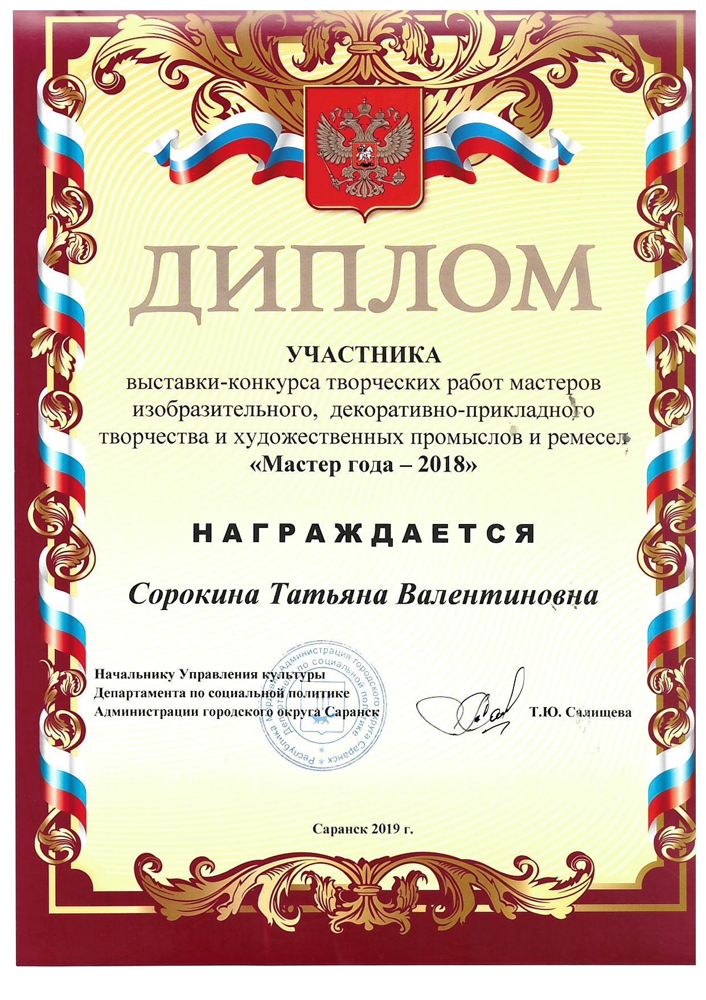 ДИПЛОМ
УЧАСТНИКА
выставки-конкурса творческих работ мастеров
изобразительного, декоративно-прикладного
творчества и художественных промыслов и ремесел
«Мастер года – 2018»
НАГРАЖДАЕТСЯ
Сорокина Татьяна Валентиновна
Начальнику Управления культуры
Департамента по социальной политике
Администрации городского округа Саранск
Т.Ю. Салищева
Республика Мордовия Администрация городского округа Саранск *
Департамент по социальной политике *
Саранск 2019 г.